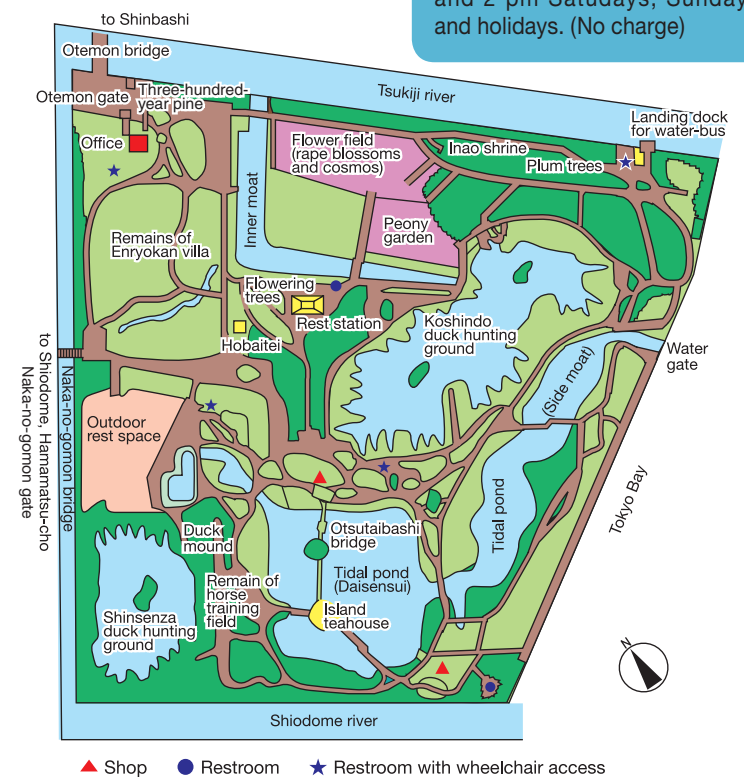 and 2 pm Satudays, Sunday
and holidays. (No charge)
to Shinbashi
Otemon bridge
Tsukiji river
Otemon gate
Three-hundred-
year pine
Landing dock
for water-bus
Office
Flower field
(rape blossoms
and cosmos)
Inao shrine
Plum trees
Inner moat
Peony
garden
Remains of
Enryokan villa
Flowering
trees
Rest station
Hobaitei
Koshindo
duck hunting
ground
Water
gate
(Side moat)
to Shiodome, Hamamatsu-cho
Naka-no-gomon gate
Naka-no-gomon bridge
Outdoor
rest space
Tokyo Bay
Tidal pond
Duck
mound
Otsutaibashi
bridge
Tidal pond
(Daisensui)
Remain of
horse
training
field
Island
teahouse
Shinsenza
duck hunting
ground
N
Shiodome river
Shop
Restroom
Restroom with wheelchair access